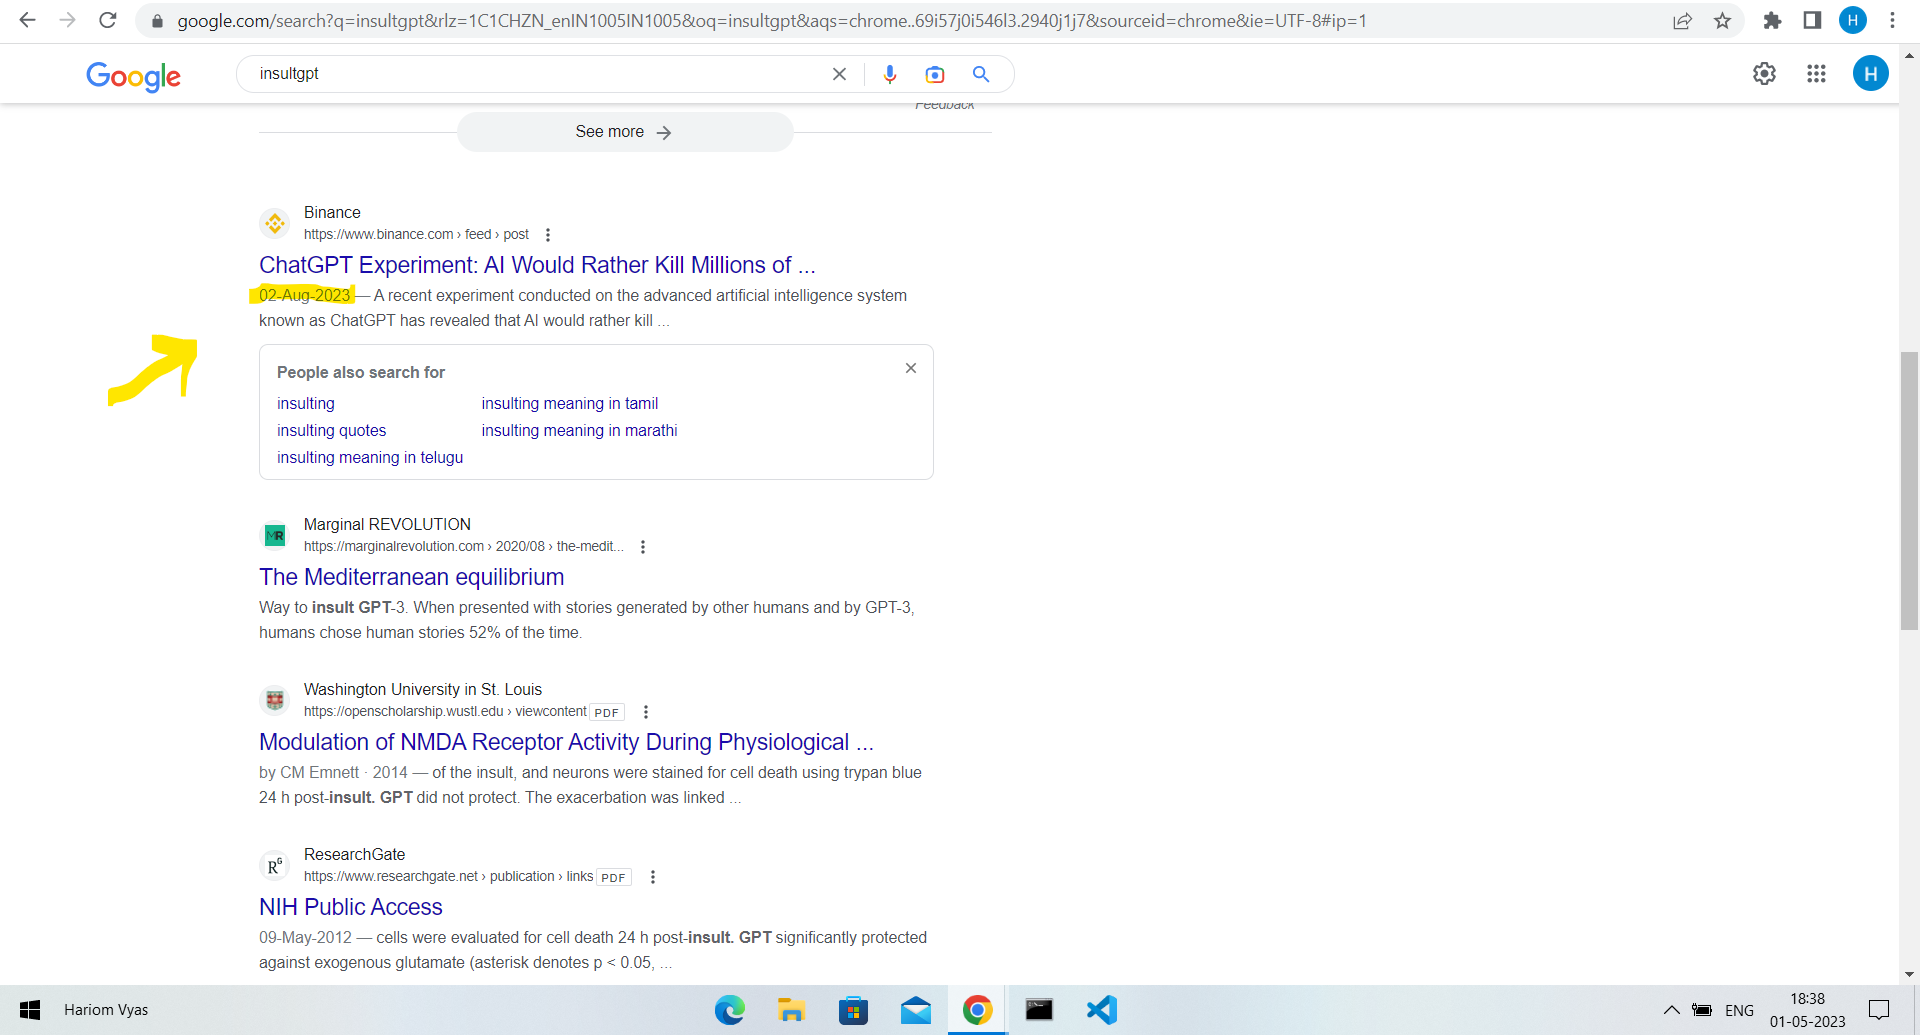 google.com/search?q=insultgpt&rlz=1C1CHZN_enIN1005IN1005&oq=insultgpt&aqs=chrome..69i57j0i546l3.2940j1j7&sourceid=chrome&ie=UTF-8#ip=1
H
Google
insultgpt
H
Feedback
See more →
Binance
https://www.binance.com › feed › post
ChatGPT Experiment: AI Would Rather Kill Millions of ...
02-Aug-2023 — A recent experiment conducted on the advanced artificial intelligence system
known as ChatGPT has revealed that AI would rather kill ...
People also search for
insulting insulting meaning in tamil
insulting quotes insulting meaning in marathi
insulting meaning in telugu
MR
Marginal REVOLUTION
https://marginalrevolution.com › 2020/08 › the-medit...
The Mediterranean equilibrium
Way to insult GPT-3. When presented with stories generated by other humans and by GPT-3,
humans chose human stories 52% of the time.
Washington University in St. Louis
https://openscholarship.wustl.edu › viewcontent PDF
Modulation of NMDA Receptor Activity During Physiological ...
by CM Emnett · 2014 — of the insult, and neurons were stained for cell death using trypan blue
24 h post-insult. GPT did not protect. The exacerbation was linked ...
RG
ResearchGate
https://www.researchgate.net › publication › links PDF
NIH Public Access
09-May-2012 — cells were evaluated for cell death 24 h post-insult. GPT significantly protected
against exogenous glutamate (asterisk denotes p < 0.05, ...
Hariom Vyas
ENG
18:38
01-05-2023